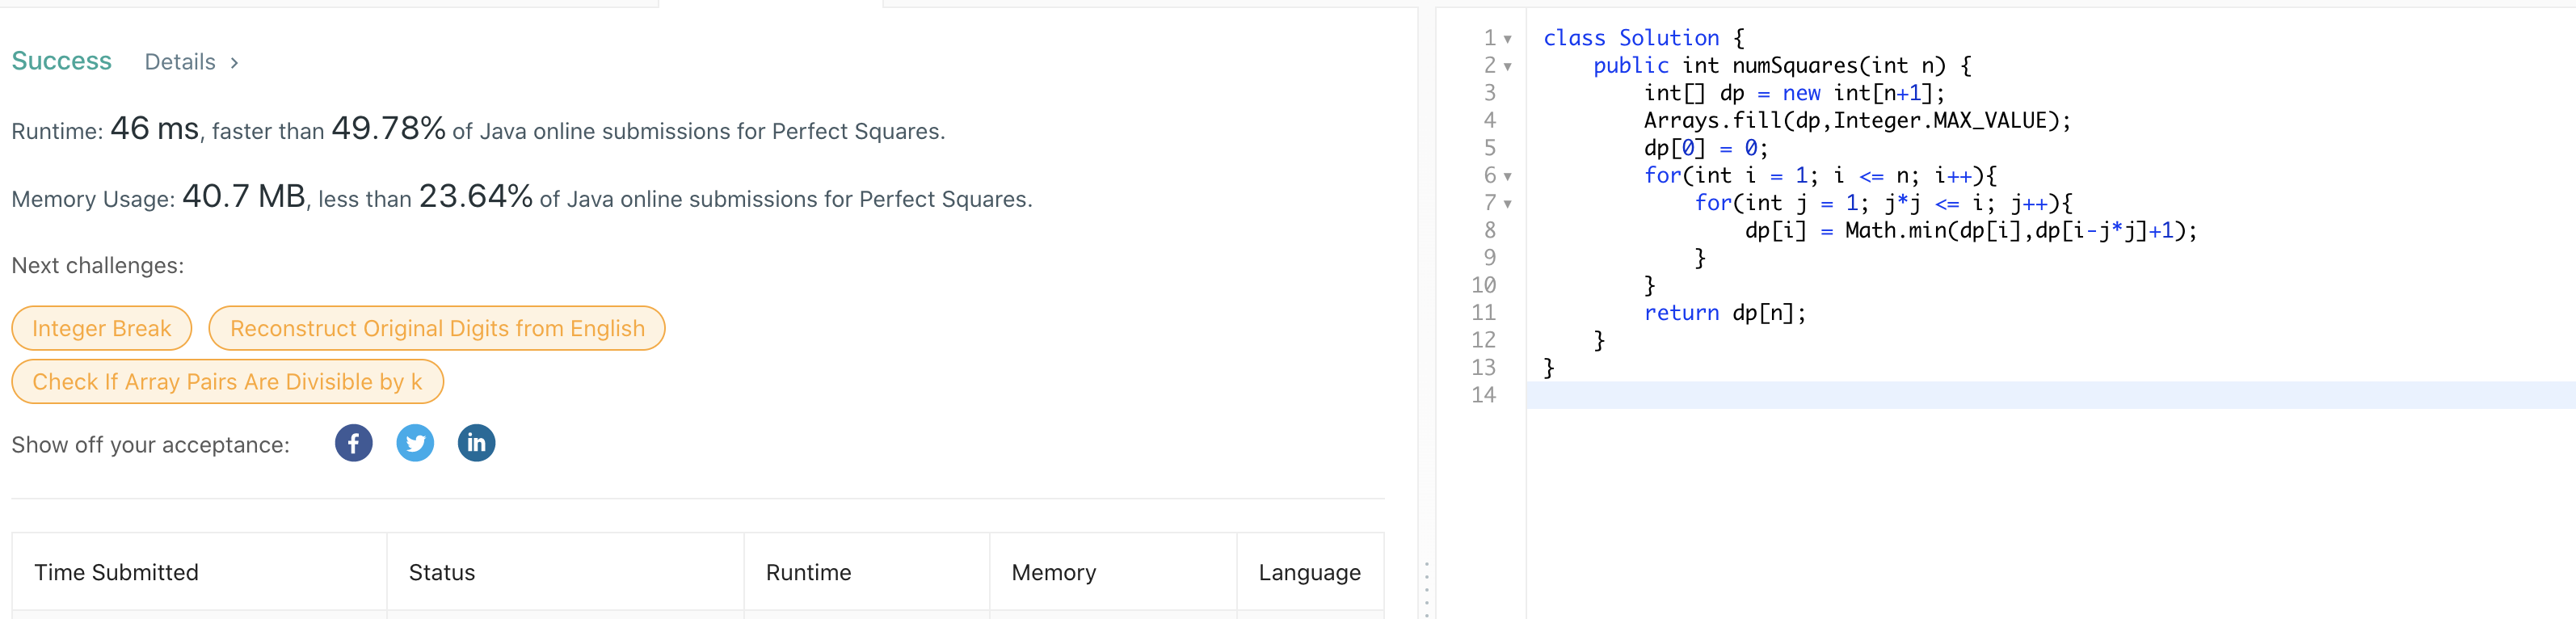 Success Details >
Runtime: 46 ms, faster than 49.78% of Java online submissions for Perfect Squares.
Memory Usage: 40.7 MB, less than 23.64% of Java online submissions for Perfect Squares.
Next challenges:
Integer Break Reconstruct Original Digits from English
Check If Array Pairs Are Divisible by k
Show off your acceptance: f in
Time Submitted Status Runtime Memory Language
1 class Solution {
2     public int numSquares(int n) {
3         int[] dp = new int[n+1];
4         Arrays.fill(dp,Integer.MAX_VALUE);
5         dp[0] = 0;
6         for(int i = 1; i <= n; i++){
7             for(int j = 1; j*j <= i; j++){
8                 dp[i] = Math.min(dp[i],dp[i-j*j]+1);
9             }
10         }
11         return dp[n];
12     }
13 }
14